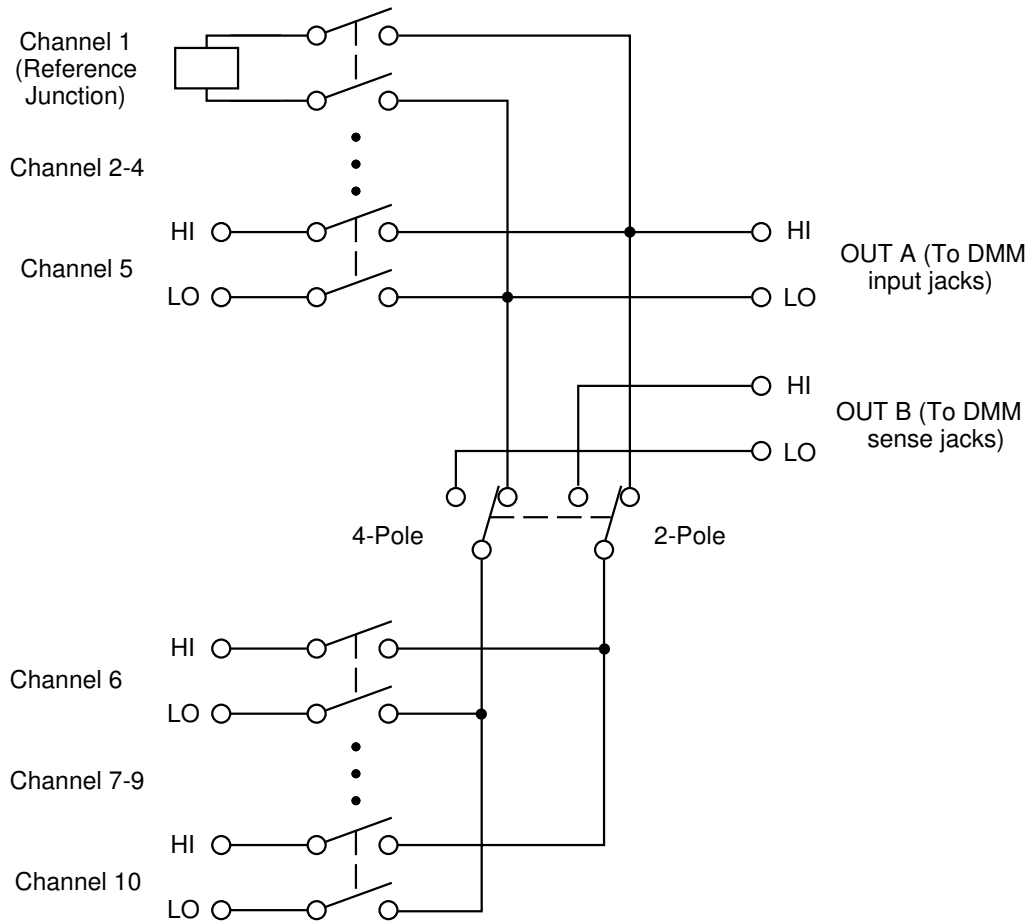 Channel 1
(Reference
Junction)
Channel 2-4
HI
Channel 5
LO
HI
LO
OUT A (To DMM
input jacks)
HI
LO
OUT B (To DMM
sense jacks)
4-Pole
2-Pole
HI
Channel 6
LO
Channel 7-9
HI
Channel 10
LO